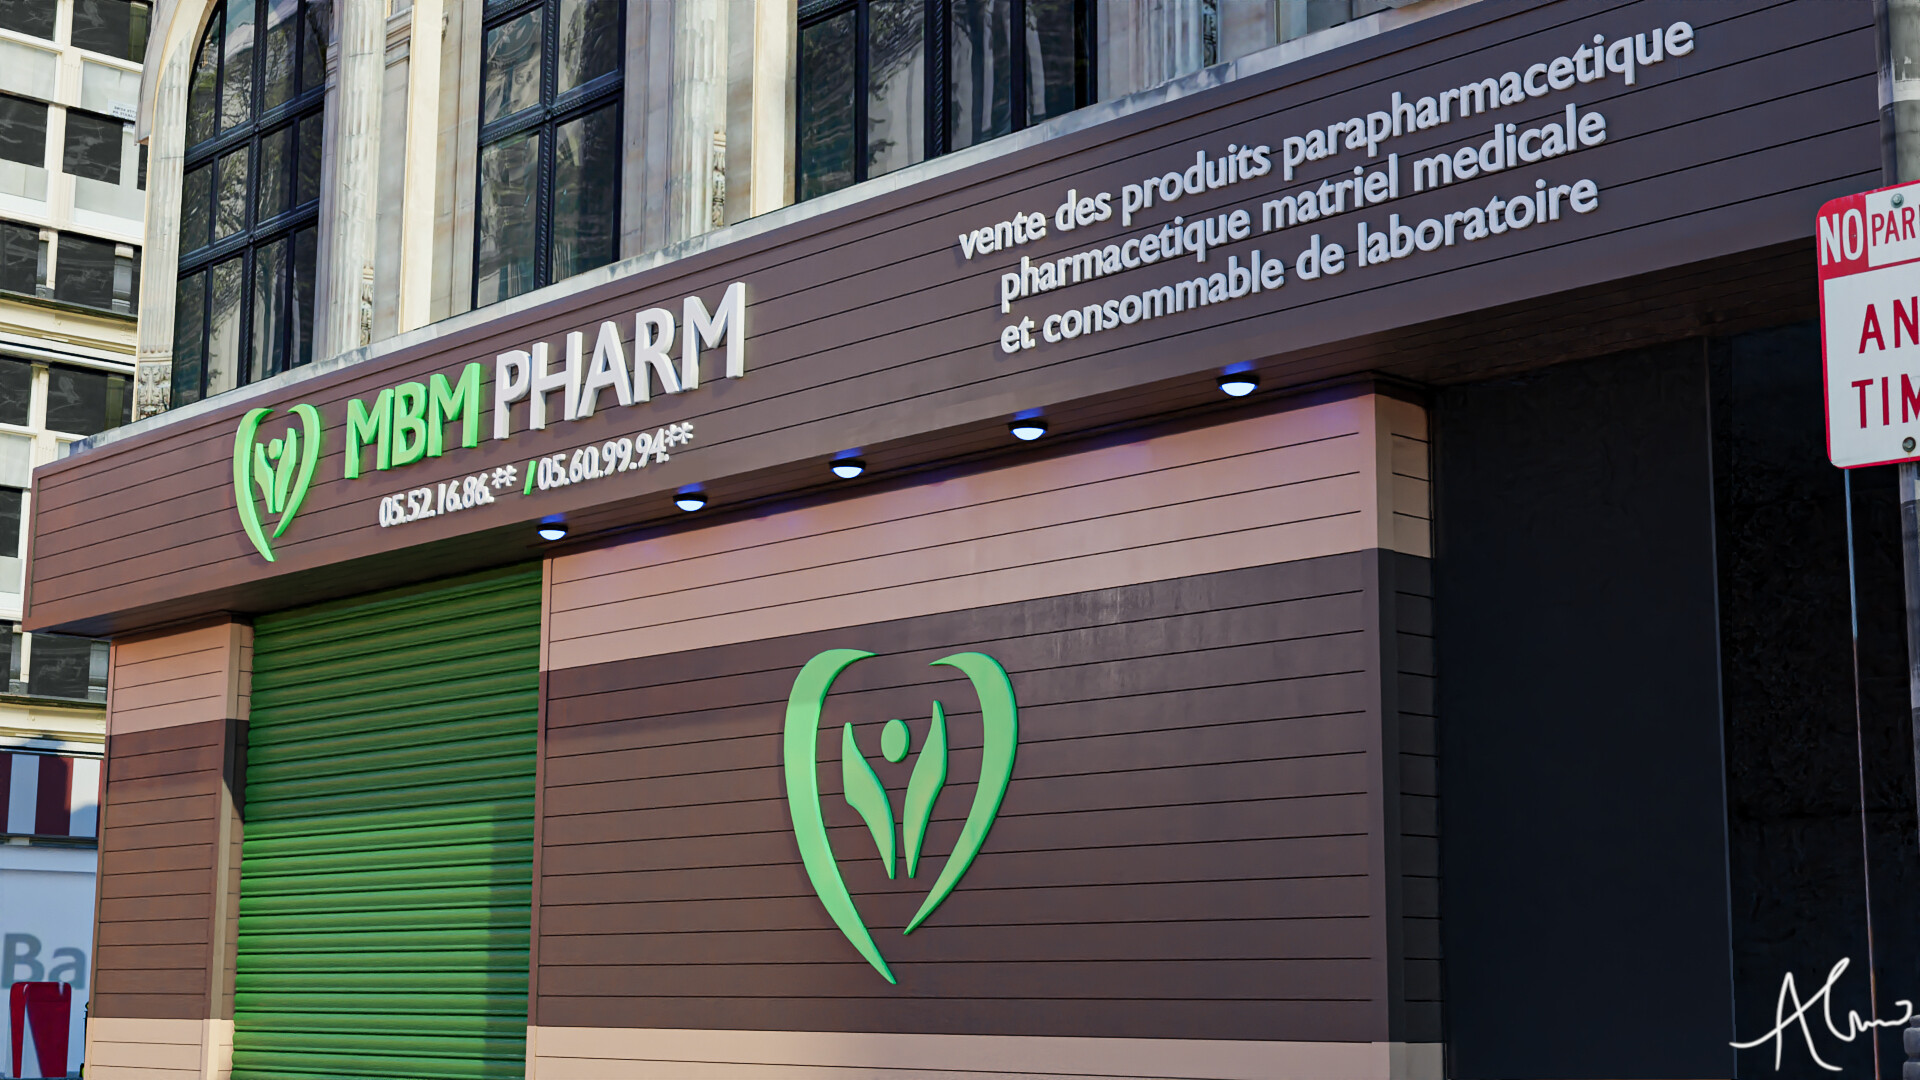 vente des produits parapharmacetique
pharmacetique matriel medicale
et consommable de laboratoire
MBM PHARM
05.52.16.86.** /05.60.99.94.**
NO PAR
AN
TIM
Ba